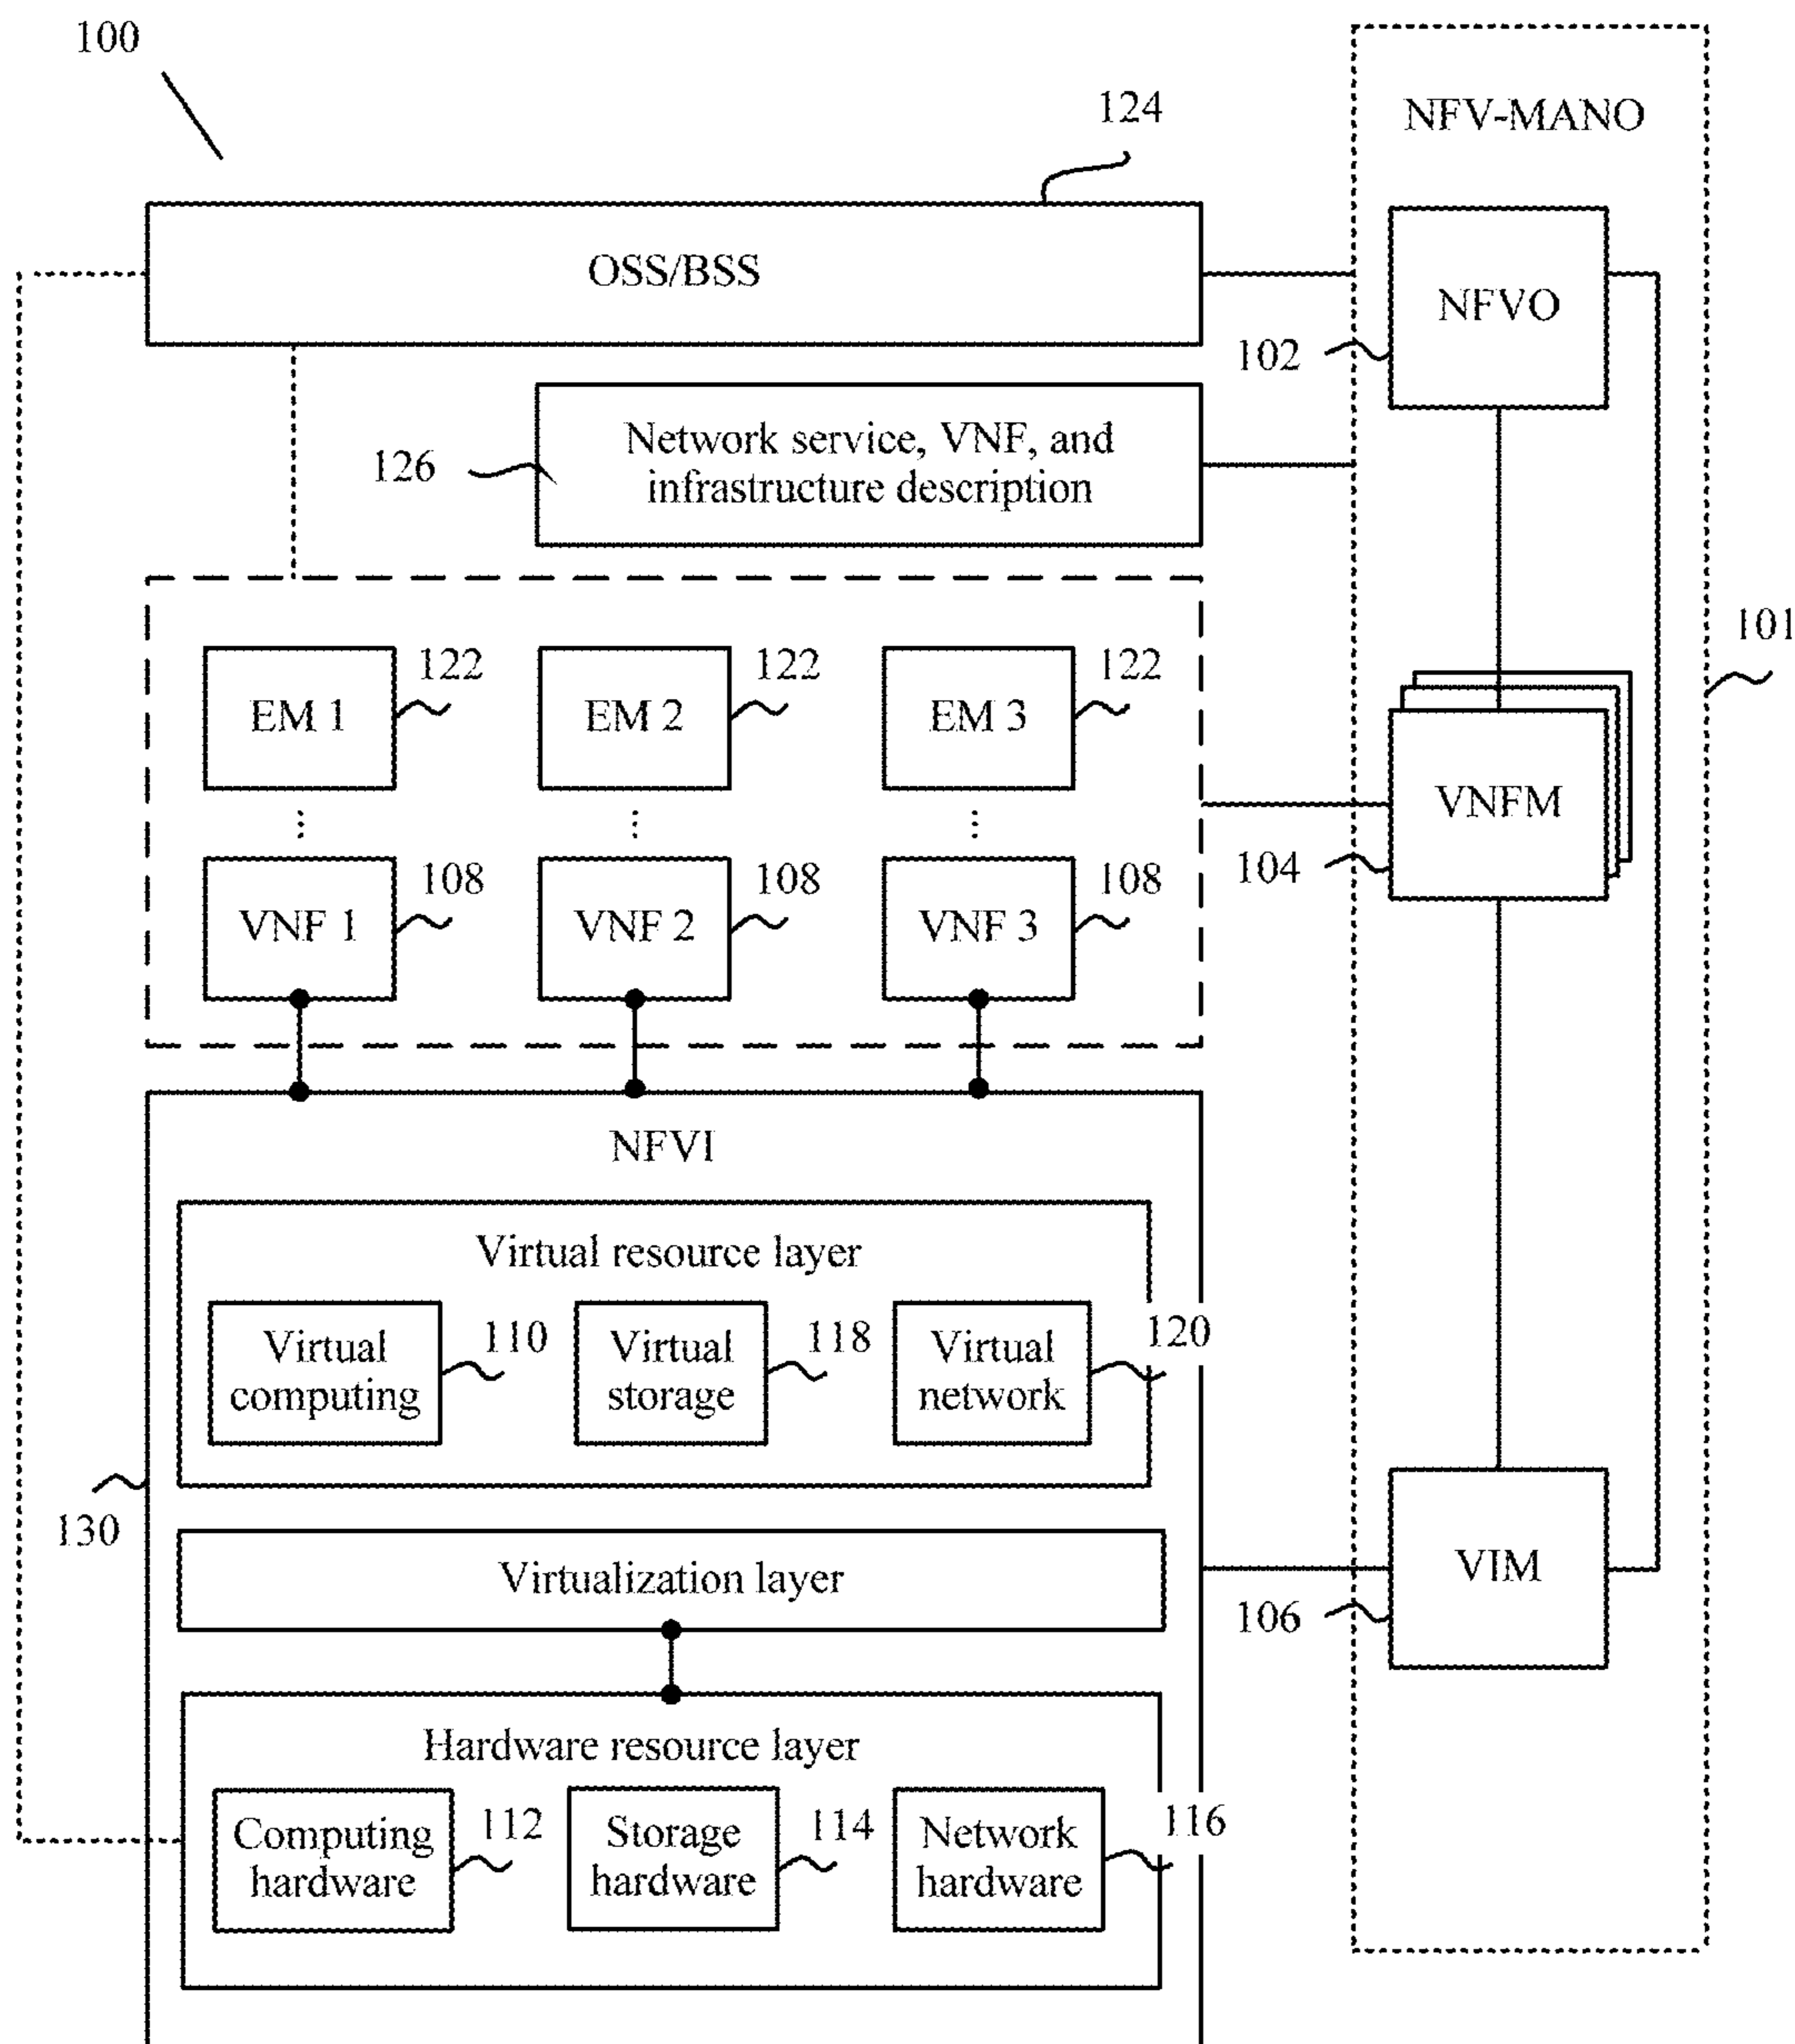 100
124
NFV-MANO
OSS/BSS
NFVO
102
Network service, VNF, and
infrastructure description
126
101
EM 1
122
EM 2
122
EM 3
122
VNFM
104
VNF 1
108
VNF 2
108
VNF 3
108
NFVI
Virtual resource layer
Virtual
computing
110
Virtual
storage
118
Virtual
network
120
130
Virtualization layer
VIM
106
Hardware resource layer
Computing
hardware
112
Storage
hardware
114
Network
hardware
116